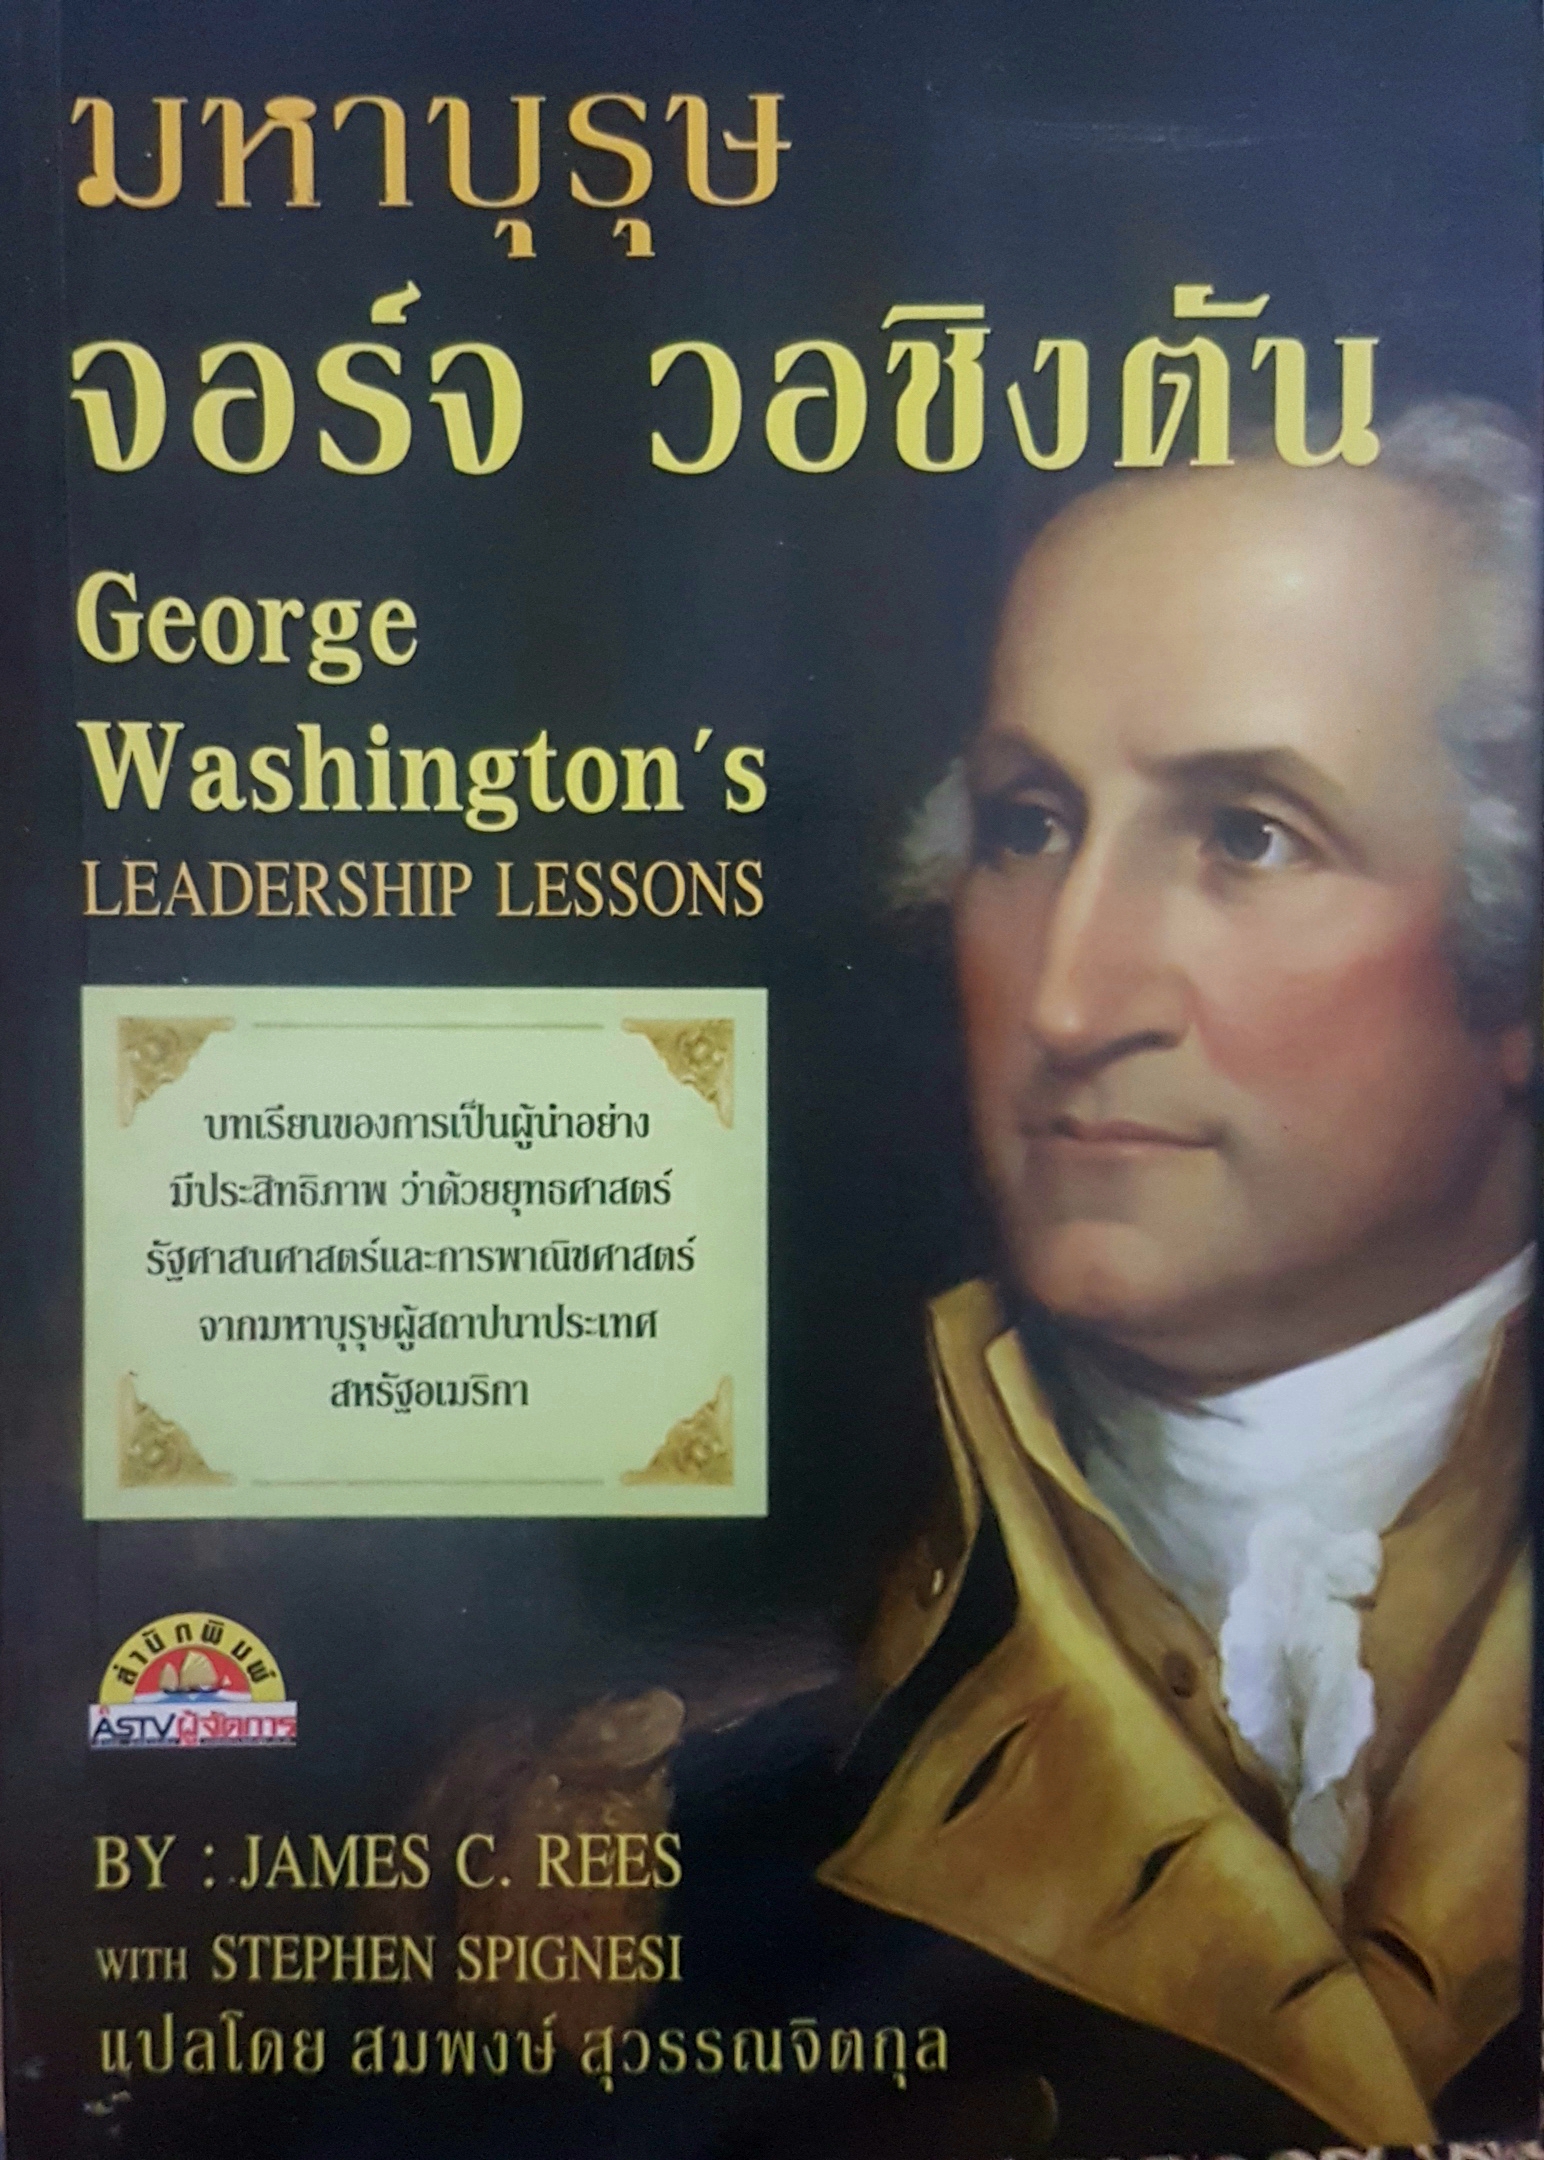 มหาบุรุษ
จอร์จ วอชิงตัน
George
Washington's
LEADERSHIP LESSONS
บทเรียนของการเป็นผู้นำอย่าง
มีประสิทธิภาพ ว่าด้วยยุทธศาสตร์
รัฐศาสนศาสตร์และการพาณิชศาสตร์
จากมหาบุรุษผู้สถาปนาประเทศ
สหรัฐอเมริกา
สำนักพิมพ์
ASTV ผู้จัดการ
BY : JAMES C. REES
WITH STEPHEN SPIGNESI
แปลโดย สมพงษ์ สุวรรณจิตกุล